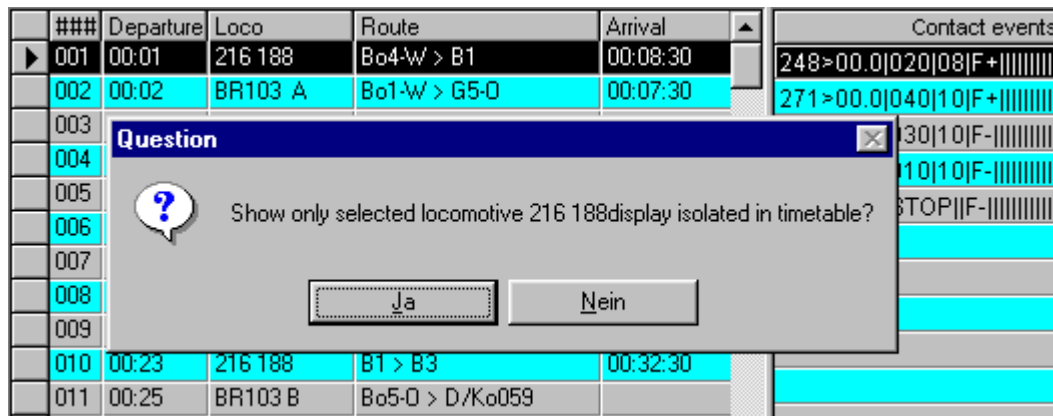 ### Departure Loco Route Arrival Contact events
001 00:01 216 188 Bo4-W > B1 00:08:30 248>00.0|020|08|F+|||||||||
002 00:02 BR103 A Bo1-W > G5-O 00:07:30 271>00.0|040|10|F+|||||||||
003 030|10|F-|||||||||
Question
004 010|10|F-|||||||||
005 STOP||F-|||||||||
Show only selected locomotive 216 188display isolated in timetable?
006
007
008
Ja Nein
009
010 00:23 216 188 B1 > B3 00:32:30
011 00:25 BR103 B Bo5-O > D/Ko059